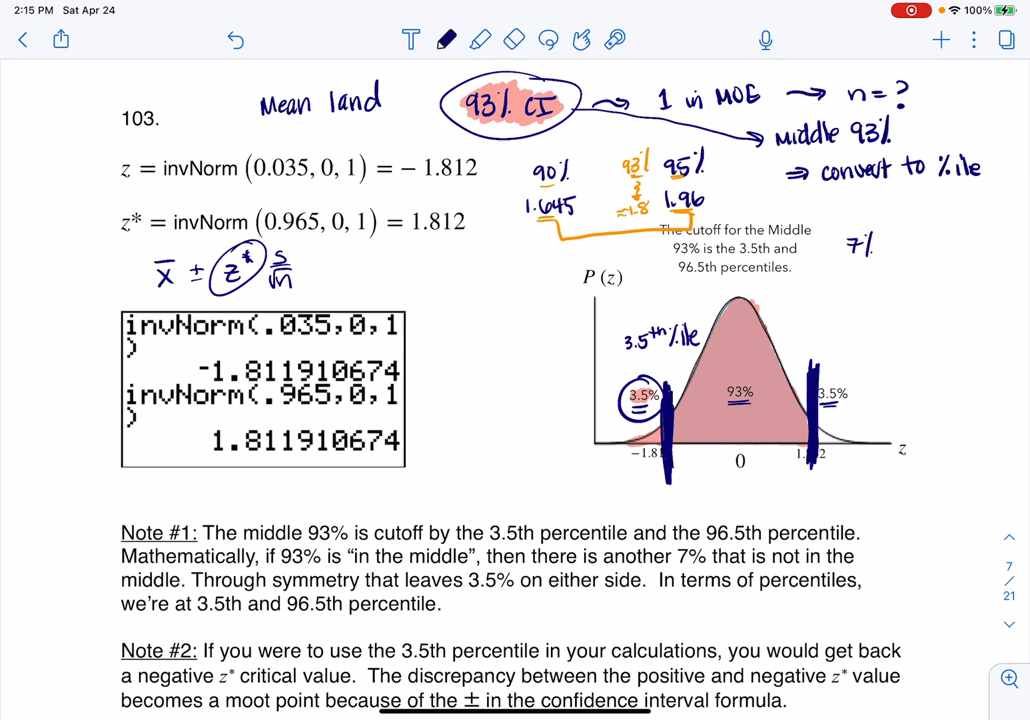 2:15 PM Sat Apr 24
100%
T
103.
Mean land
93% CI
1 in MOE → n = ?
→ Middle 93%
⇒ convert to %ile
z = invNorm (0.035, 0, 1) = − 1.812
z* = invNorm (0.965, 0, 1) = 1.812
90% 93% 95%
1.645 ≈1.8 1.96
x̄ ± z* s/√n
The cutoff for the Middle
93% is the 3.5th and
96.5th percentiles.
7%
P (z)
3.5th %ile
3.5% 93% 3.5%
−1.81
0
z
invNorm(.035,0,1
)
-1.811910674
invNorm(.965,0,1
)
1.811910674
Note #1: The middle 93% is cutoff by the 3.5th percentile and the 96.5th percentile.
Mathematically, if 93% is “in the middle”, then there is another 7% that is not in the
middle. Through symmetry that leaves 3.5% on either side. In terms of percentiles,
we’re at 3.5th and 96.5th percentile.
7
/
21
Note #2: If you were to use the 3.5th percentile in your calculations, you would get back
a negative z* critical value. The discrepancy between the positive and negative z* value
becomes a moot point because of the ± in the confidence interval formula.